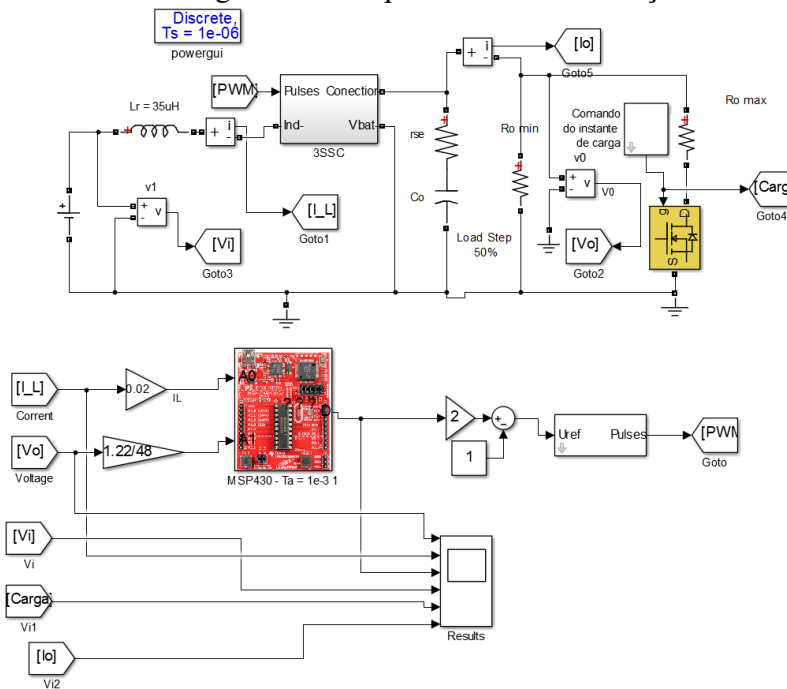 Discrete,
Ts = 1e-06
powergui
Lr = 35uH
[PWM]
Pulses
Conection
Ind-
Vbat
3SSC
i
+
-
[Io]
Goto5
rse
Ro min
Co
Load Step
50%
Comando
do instante
de carga
v0
V0
Ro max
[Carg
Goto4
g
D
S
[Vo]
Goto2
v1
+
-
v
[Vi]
Goto3
[I_L]
Goto1
[I_L]
Corrent
0.02
IL
A0
[Vo]
Voltage
1.22/48
A1
MSP430 - Ta = 1e-3 1
2
1
Uref
Pulses
[PWM
Goto
[Vi]
Vi
[Carga]
Vi1
[Io]
Vi2
Results